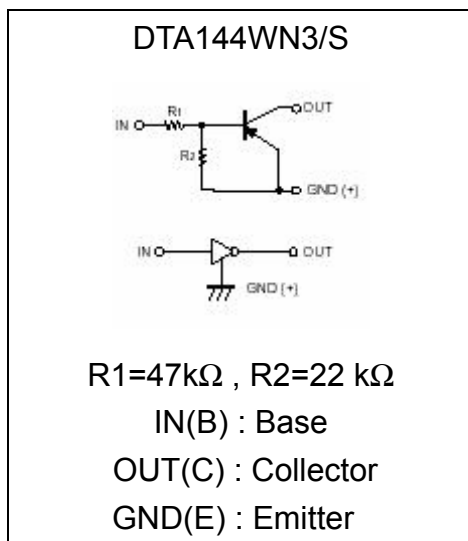 DTA144WN3/S
R1
OUT
IN
R2
GND (+)
IN
OUT
GND (+)
R1=47kΩ , R2=22 kΩ
IN(B) : Base
OUT(C) : Collector
GND(E) : Emitter